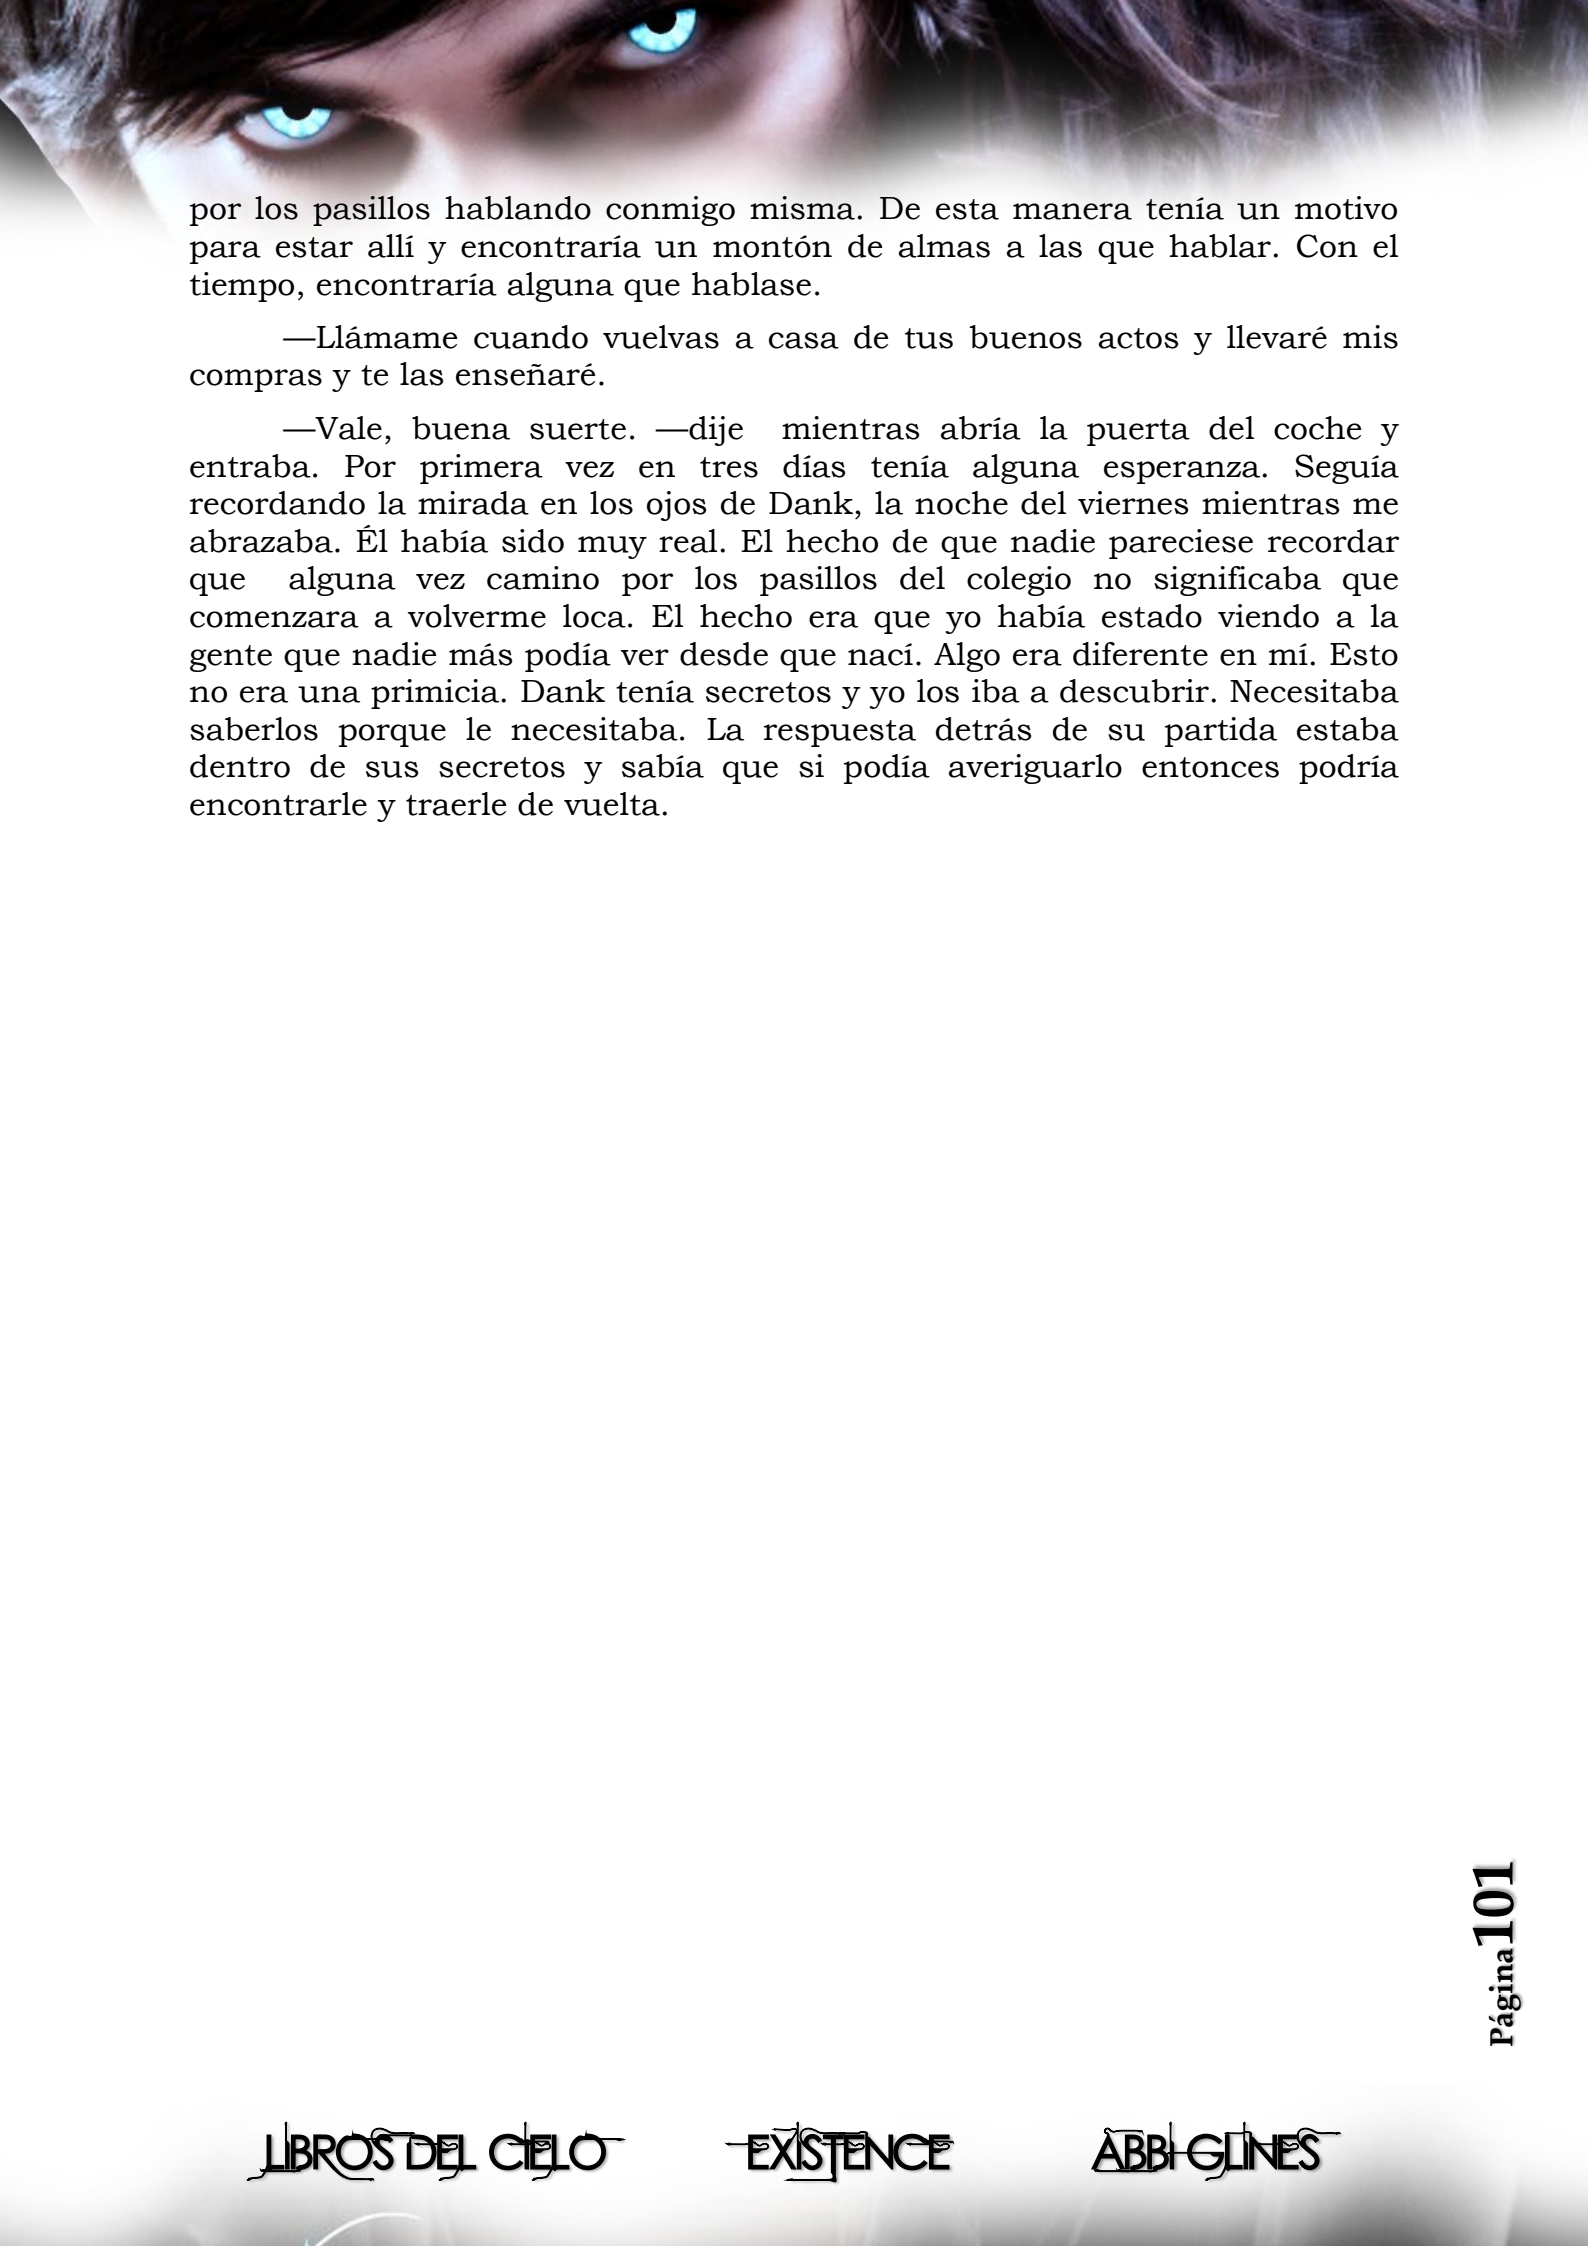 por los pasillos hablando conmigo misma. De esta manera tenía un motivo
para estar allí y encontraría un montón de almas a las que hablar. Con el
tiempo, encontraría alguna que hablase.
—Llámame cuando vuelvas a casa de tus buenos actos y llevaré mis
compras y te las enseñaré.
—Vale, buena suerte. —dije mientras abría la puerta del coche y
entraba. Por primera vez en tres días tenía alguna esperanza. Seguía
recordando la mirada en los ojos de Dank, la noche del viernes mientras me
abrazaba. Él había sido muy real. El hecho de que nadie pareciese recordar
que alguna vez camino por los pasillos del colegio no significaba que
comenzara a volverme loca. El hecho era que yo había estado viendo a la
gente que nadie más podía ver desde que nací. Algo era diferente en mí. Esto
no era una primicia. Dank tenía secretos y yo los iba a descubrir. Necesitaba
saberlos porque le necesitaba. La respuesta detrás de su partida estaba
dentro de sus secretos y sabía que si podía averiguarlo entonces podría
encontrarle y traerle de vuelta.
Página101
LIBROS DEL CIELO EXISTENCE ABBI GLINES